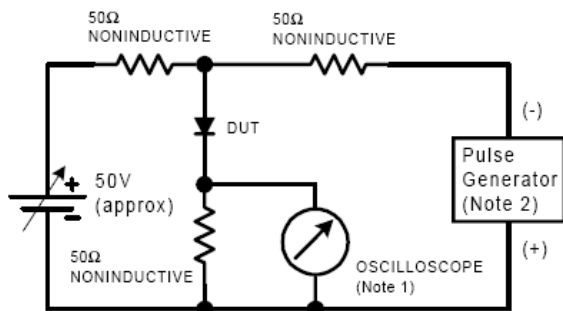 50Ω
NONINDUCTIVE
50Ω
NONINDUCTIVE
DUT
(-)
+
50V
(approx)
-
Pulse
Generator
(Note 2)
50Ω
NONINDUCTIVE
OSCILLOSCOPE
(Note 1)
(+)